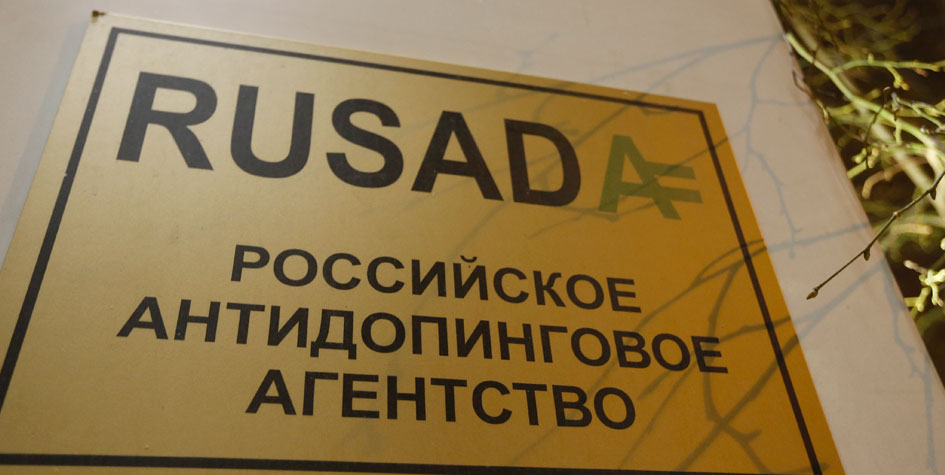 RUSADA
РОССИЙСКОЕ
АНТИДОПИНГОВОЕ
АГЕНТСТВО